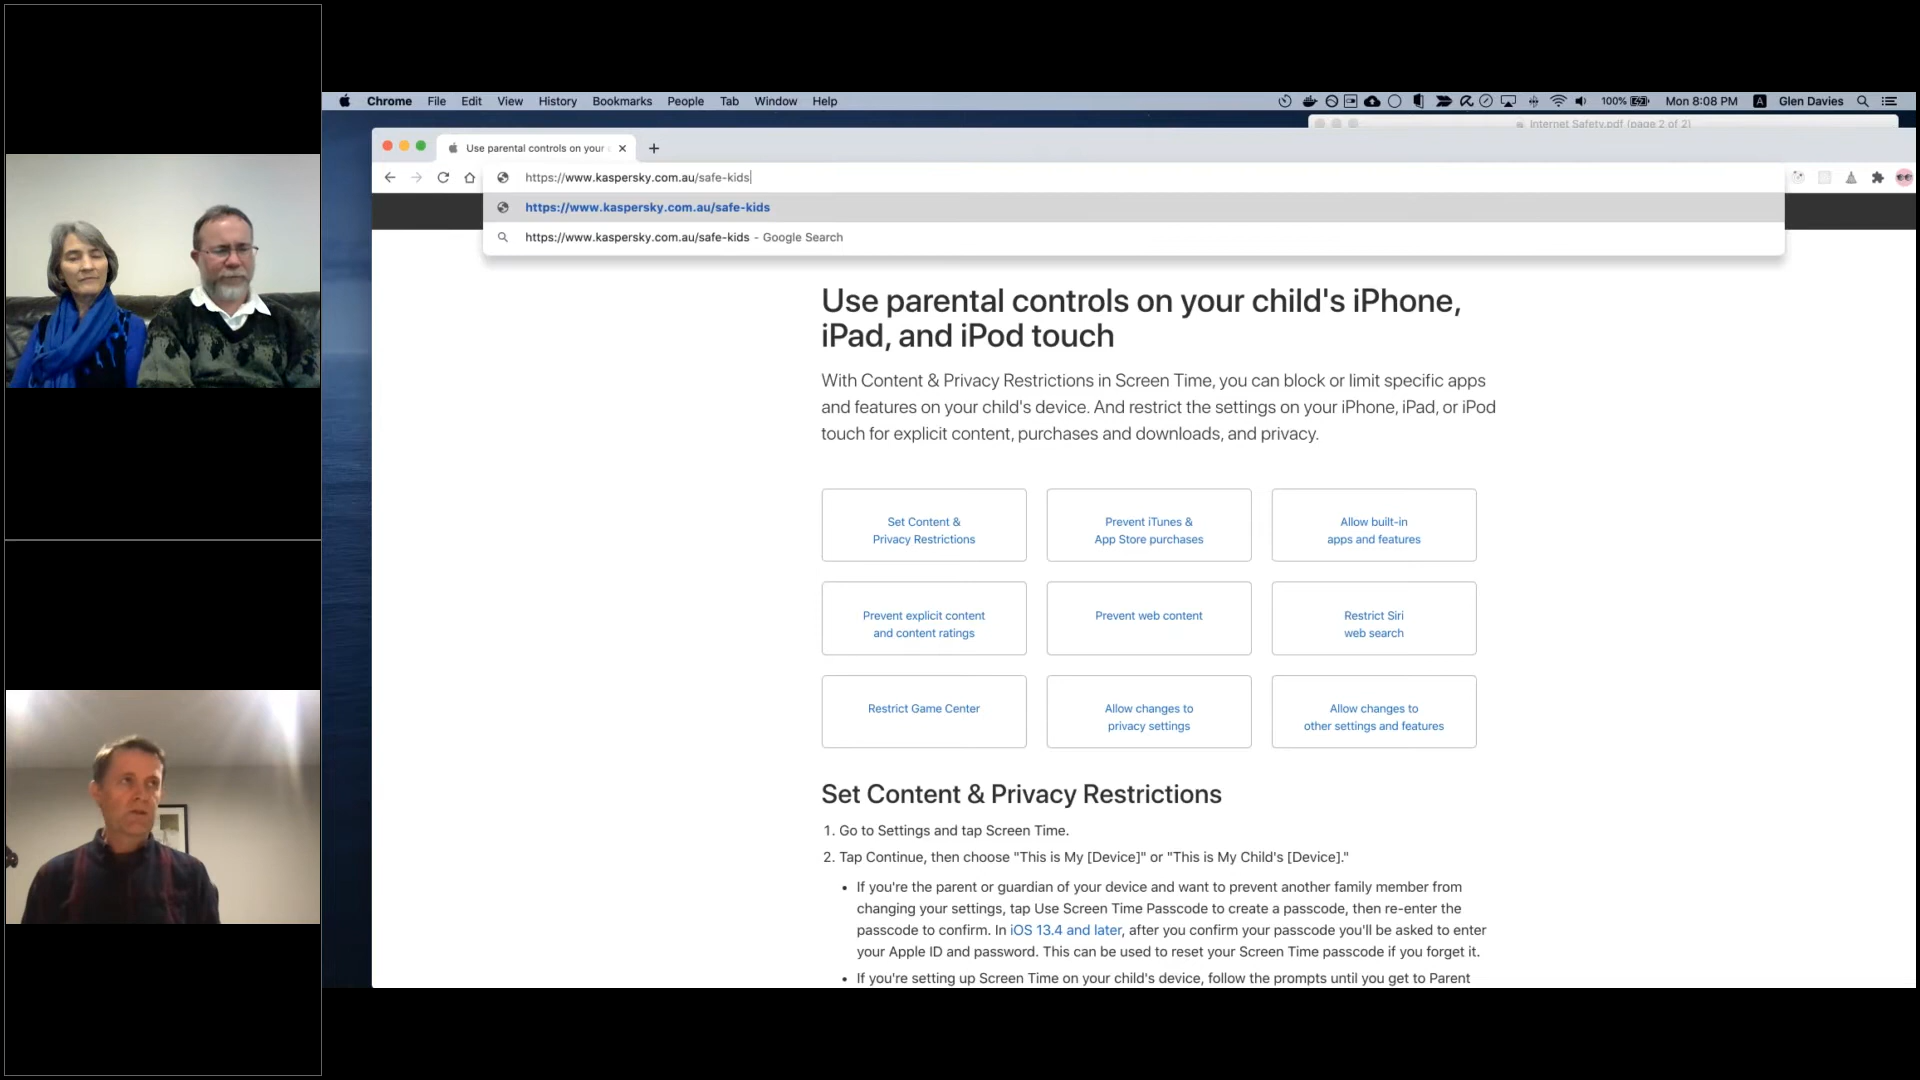 Chrome File Edit View History Bookmarks People Tab Window Help 100% Mon 8:08 PM A Glen Davies
Internet Safety.pdf (page 2 of 2)
Use parental controls on your
https://www.kaspersky.com.au/safe-kids
https://www.kaspersky.com.au/safe-kids
https://www.kaspersky.com.au/safe-kids - Google Search
Use parental controls on your child's iPhone,
iPad, and iPod touch
With Content & Privacy Restrictions in Screen Time, you can block or limit specific apps
and features on your child's device. And restrict the settings on your iPhone, iPad, or iPod
touch for explicit content, purchases and downloads, and privacy.
Set Content &
Privacy Restrictions
Prevent iTunes &
App Store purchases
Allow built-in
apps and features
Prevent explicit content
and content ratings
Prevent web content
Restrict Siri
web search
Restrict Game Center
Allow changes to
privacy settings
Allow changes to
other settings and features
Set Content & Privacy Restrictions
1. Go to Settings and tap Screen Time.
2. Tap Continue, then choose "This is My [Device]" or "This is My Child's [Device]."
• If you're the parent or guardian of your device and want to prevent another family member from
changing your settings, tap Use Screen Time Passcode to create a passcode, then re-enter the
passcode to confirm. In iOS 13.4 and later, after you confirm your passcode you'll be asked to enter
your Apple ID and password. This can be used to reset your Screen Time passcode if you forget it.
• If you're setting up Screen Time on your child's device, follow the prompts until you get to Parent